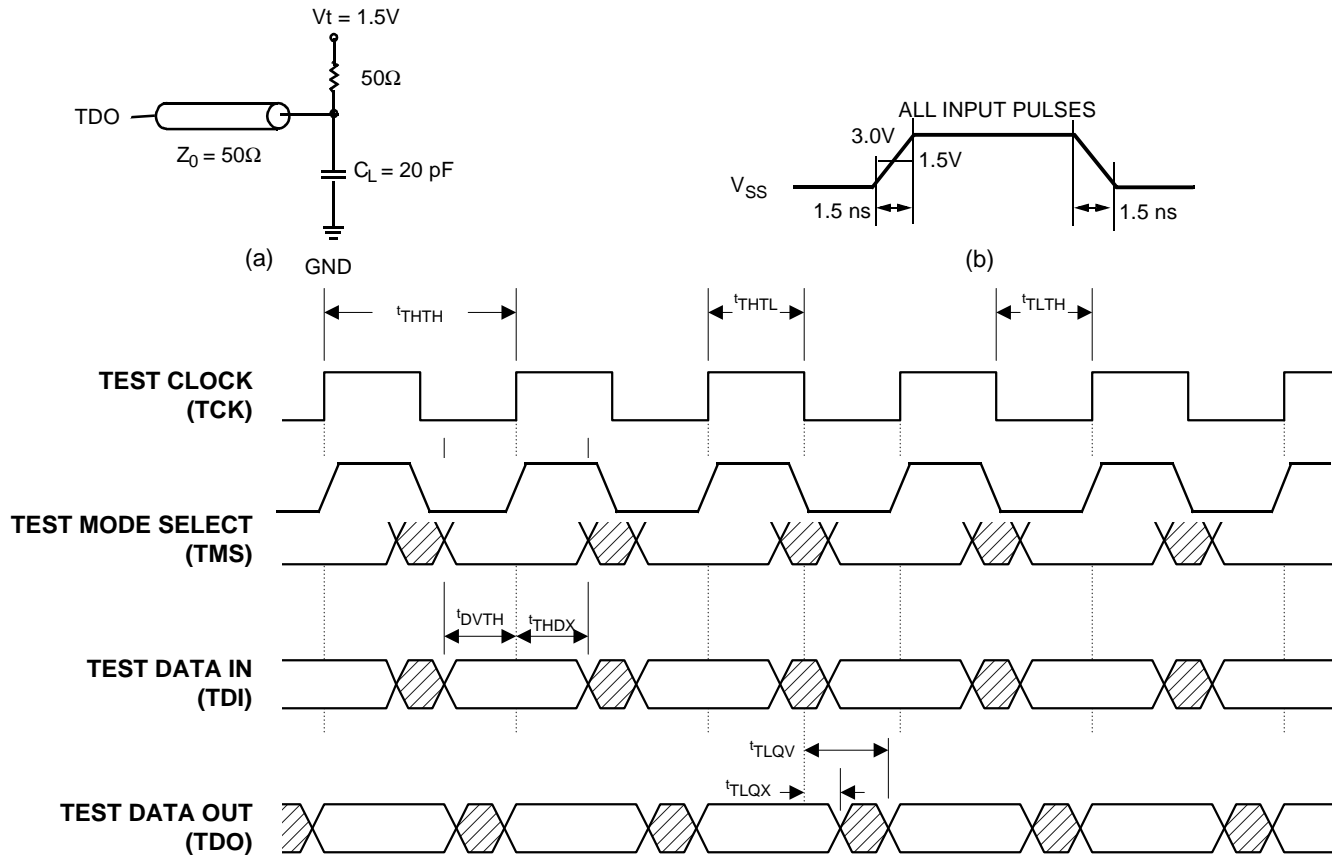 Vt = 1.5V
50Ω
TDO
Z0 = 50Ω
CL = 20 pF
(a)
GND
ALL INPUT PULSES
3.0V
1.5V
VSS
1.5 ns
1.5 ns
(b)
tTHTH
tTHTL
tTLTH
TEST CLOCK
(TCK)
TEST MODE SELECT
(TMS)
tDVTH
tTHDX
TEST DATA IN
(TDI)
tTLQV
tTLQX
TEST DATA OUT
(TDO)